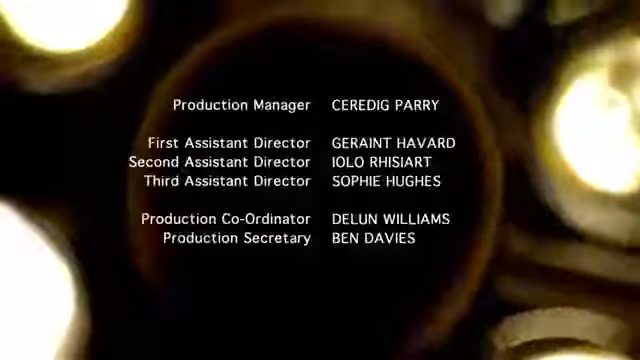 Production Manager CEREDIG PARRY
First Assistant Director GERAINT HAVARD
Second Assistant Director IOLO RHISIART
Third Assistant Director SOPHIE HUGHES
Production Co-Ordinator DELUN WILLIAMS
Production Secretary BEN DAVIES